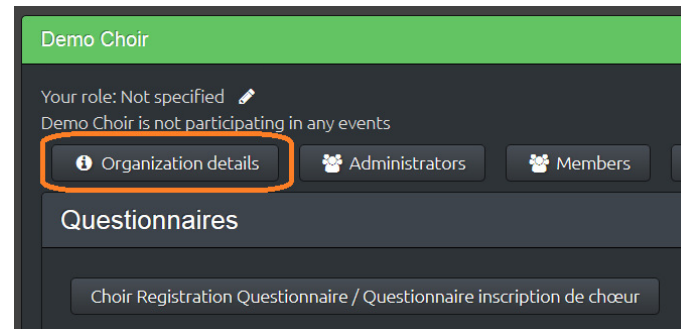 Demo Choir
Your role: Not specified
Demo Choir is not participating in any events
Organization details Administrators Members
Questionnaires
Choir Registration Questionnaire / Questionnaire inscription de chœur